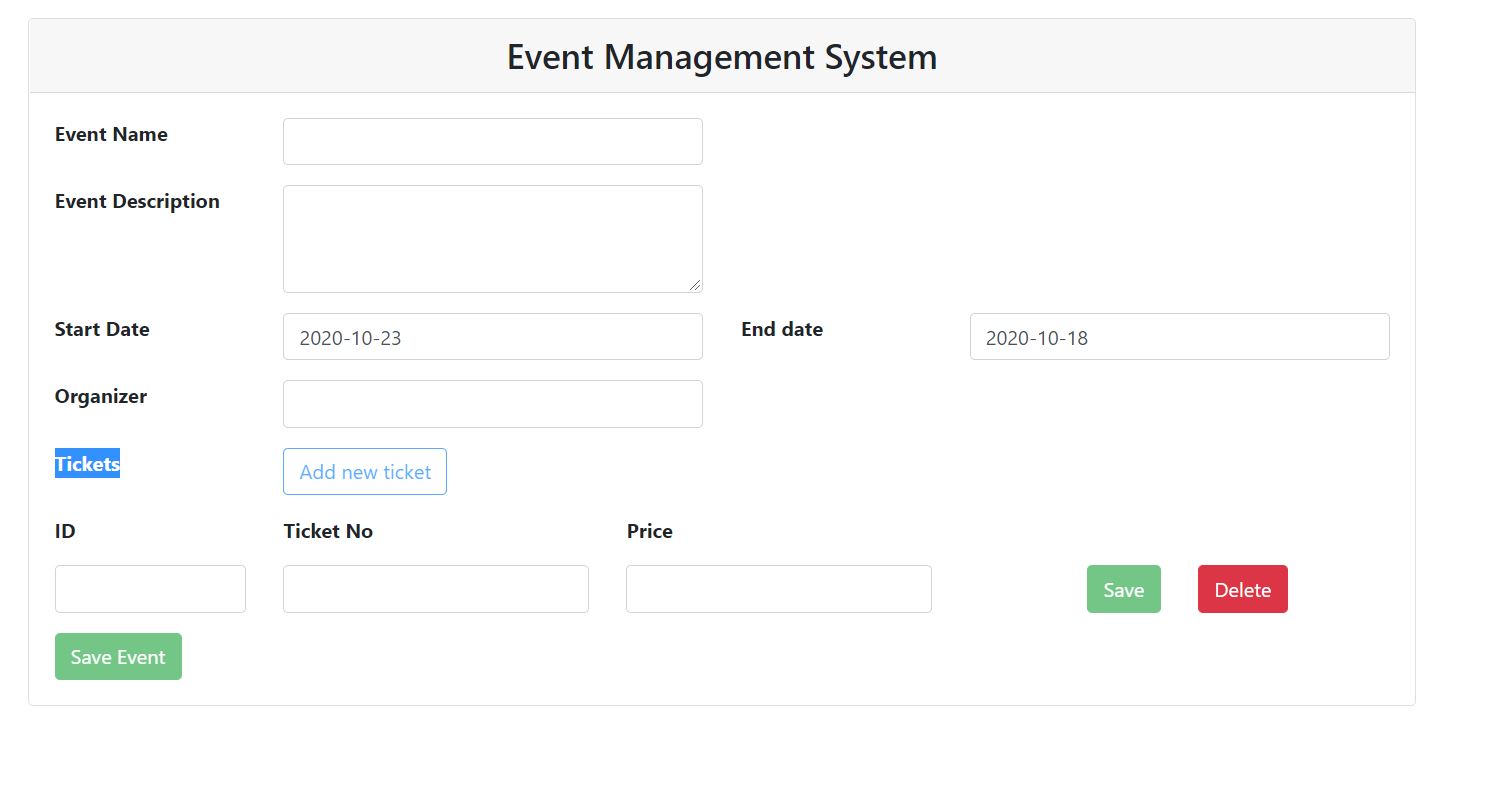 Event Management System
Event Name
Event Description
Start Date 2020-10-23 End date 2020-10-18
Organizer
Tickets Add new ticket
ID Ticket No Price
Save Delete
Save Event